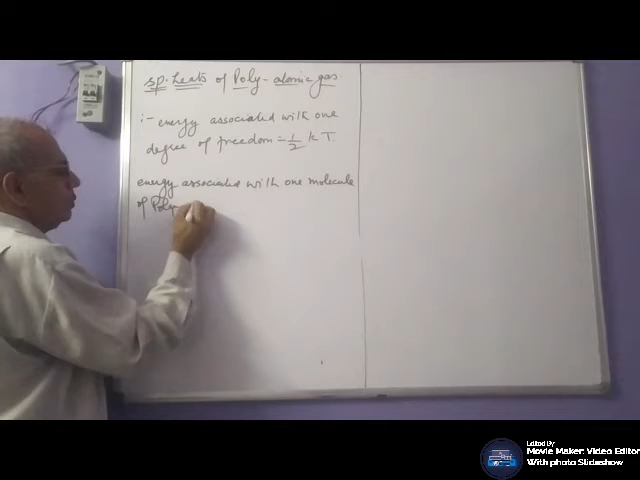 sp. heats of Poly-atomic gas.
:- energy associated with one
degree of freedom = 1/2 k T.
energy associated with one molecule
of Poly
Edited By
Movie Maker: Video Editor
With photo Slideshow